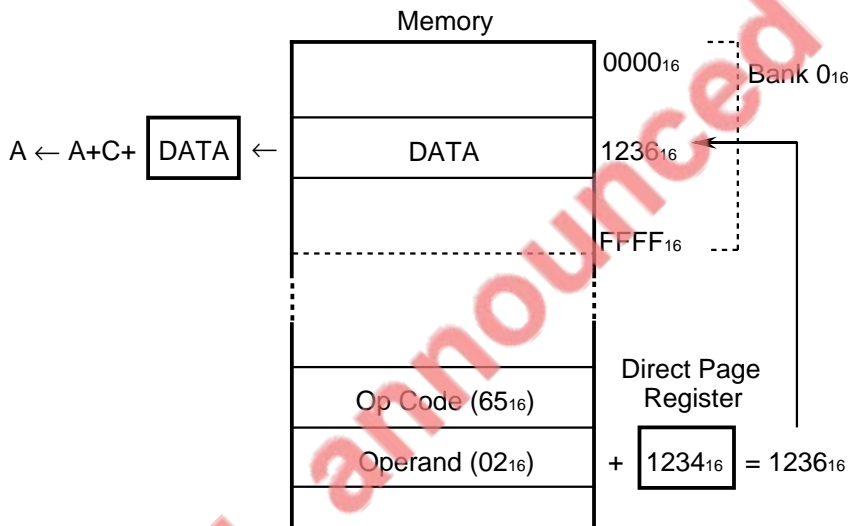 Memory
0000₁₆
Bank 0₁₆
A ← A+C+ DATA ← DATA 1236₁₆
FFFF₁₆
Direct Page
Register
Op Code (65₁₆)
Operand (02₁₆) + 1234₁₆ = 1236₁₆
announced